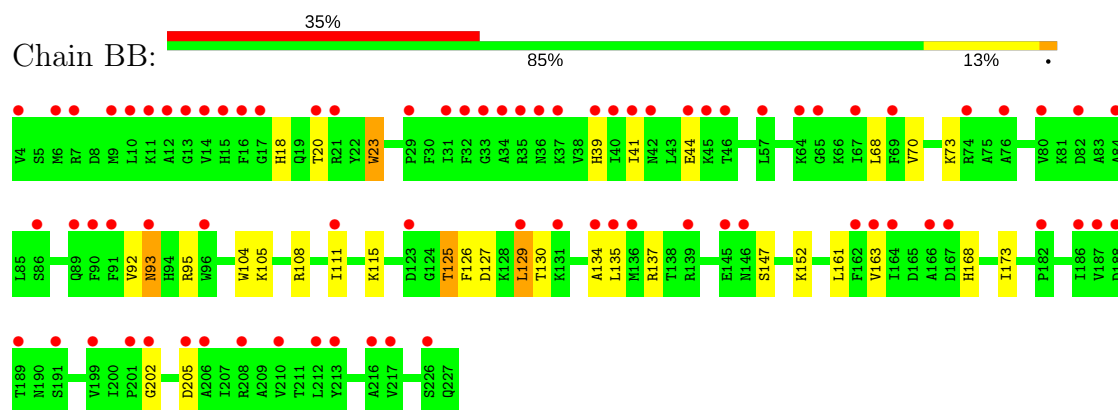 35%
Chain BB:
85% 13% •
V4 S5 M6 R7 D8 M9 L10 K11 A12 G13 V14 H15 F16 G17 H18 Q19 T20 R21 Y22 W23 P29 F30 I31 F32 G33 A34 R35 N36 K37 V38 H39 I40 I41 N42 L43 E44 K45 T46 L57 K64 G65 K66 I67 L68 F69 V70 K73 R74 A75 A76 V80 K81 D82 A83 A84
L85 S86 Q89 F90 F91 V92 N93 H94 R95 W96 W104 K105 R108 I111 K115 D123 G124 T125 F126 D127 K128 L129 T130 K131 A134 L135 M136 R137 T138 R139 E145 N146 S147 K152 L161 F162 V163 I164 D165 A166 D167 H168 I173 P182 I186 V187 D188
T189 N190 S191 V199 I200 P201 G202 D205 A206 I207 R208 A209 V210 T211 L212 Y213 A216 V217 S226 Q227